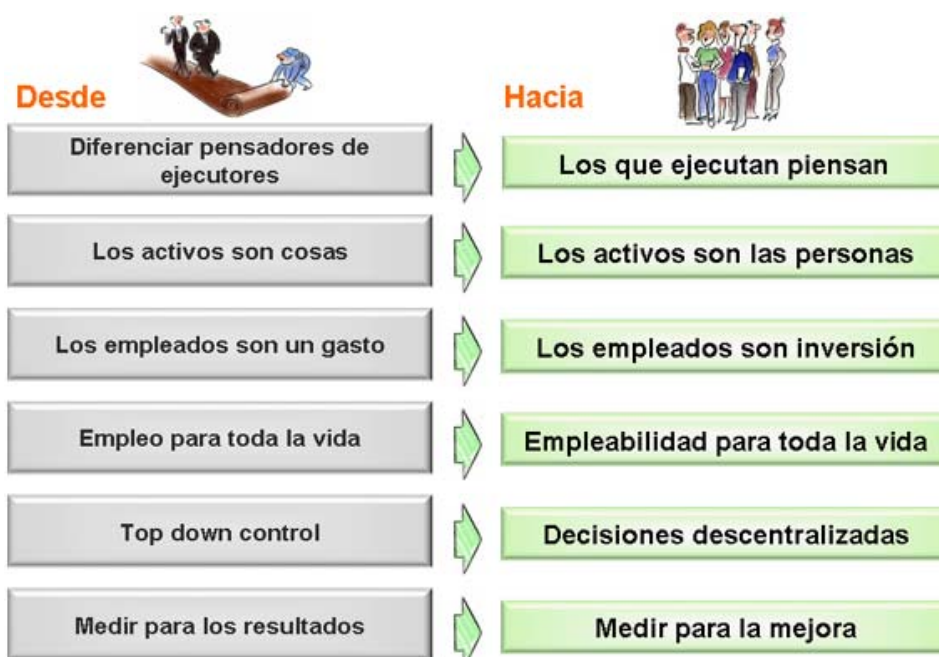 Desde
Hacia
Diferenciar pensadores de
ejecutores
Los que ejecutan piensan
Los activos son cosas
Los activos son las personas
Los empleados son un gasto
Los empleados son inversión
Empleo para toda la vida
Empleabilidad para toda la vida
Top down control
Decisiones descentralizadas
Medir para los resultados
Medir para la mejora